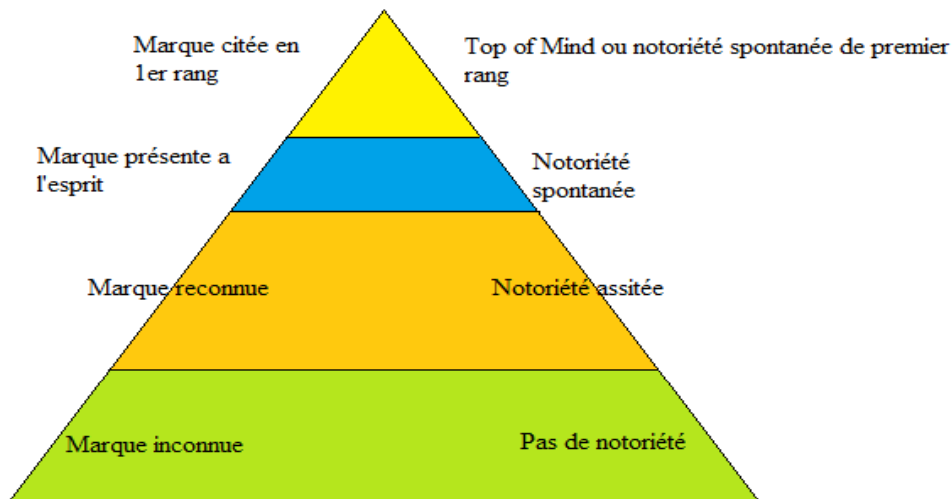 Marque citée en
1er rang
Top of Mind ou notoriété spontanée de premier
rang
Marque présente a
l'esprit
Notoriété
spontanée
Marque reconnue
Notoriété assitée
Marque inconnue
Pas de notoriété